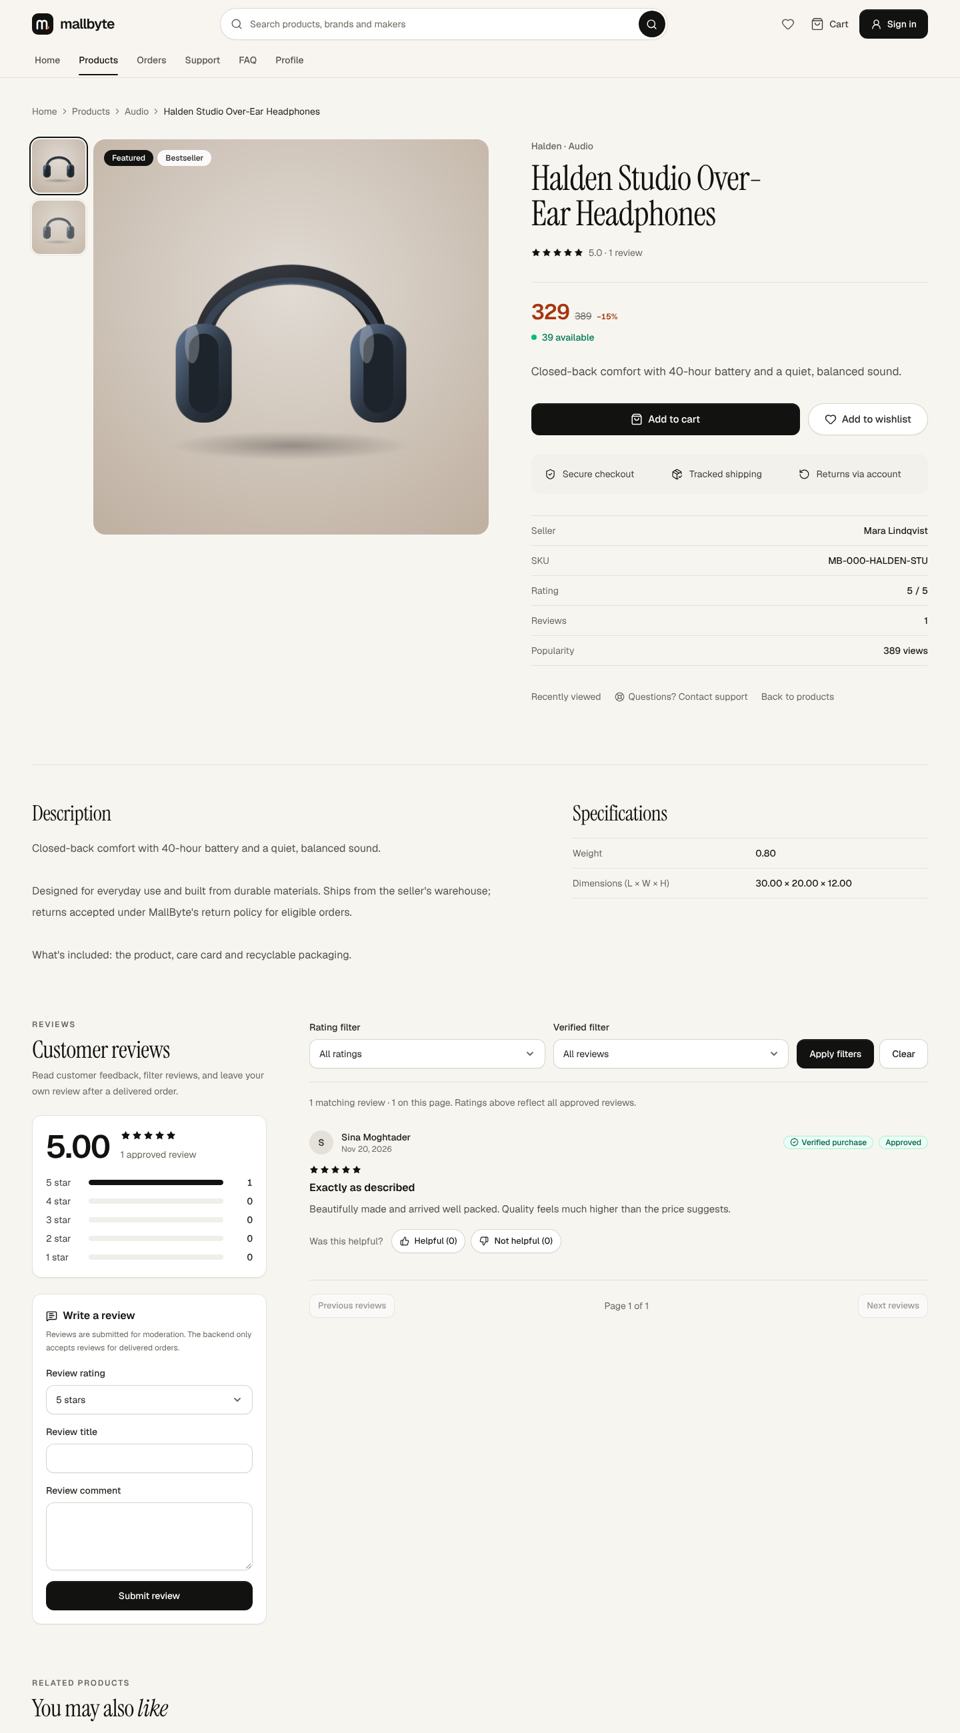 mallbyte
Search products, brands and makers
Cart
Sign in
Home
Products
Orders
Support
FAQ
Profile
Home > Products > Audio > Halden Studio Over-Ear Headphones
Featured
Bestseller
Halden · Audio
Halden Studio Over-
Ear Headphones
5.0 · 1 review
329 389 −15%
39 available
Closed-back comfort with 40-hour battery and a quiet, balanced sound.
Add to cart
Add to wishlist
Secure checkout
Tracked shipping
Returns via account
Seller Mara Lindqvist
SKU MB-000-HALDEN-STU
Rating 5 / 5
Reviews 1
Popularity 389 views
Recently viewed
Questions? Contact support
Back to products
Description
Closed-back comfort with 40-hour battery and a quiet, balanced sound.
Designed for everyday use and built from durable materials. Ships from the seller's warehouse;
returns accepted under MallByte's return policy for eligible orders.
What's included: the product, care card and recyclable packaging.
Specifications
Weight 0.80
Dimensions (L × W × H) 30.00 × 20.00 × 12.00
REVIEWS
Customer reviews
Read customer feedback, filter reviews, and leave your
own review after a delivered order.
5.00
1 approved review
5 star 1
4 star 0
3 star 0
2 star 0
1 star 0
Write a review
Reviews are submitted for moderation. The backend only
accepts reviews for delivered orders.
Review rating
5 stars
Review title
Review comment
Submit review
Rating filter
All ratings
Verified filter
All reviews
Apply filters
Clear
1 matching review · 1 on this page. Ratings above reflect all approved reviews.
S
Sina Moghtader
Nov 20, 2026
Verified purchase
Approved
Exactly as described
Beautifully made and arrived well packed. Quality feels much higher than the price suggests.
Was this helpful?
Helpful (0)
Not helpful (0)
Previous reviews
Page 1 of 1
Next reviews
RELATED PRODUCTS
You may also like